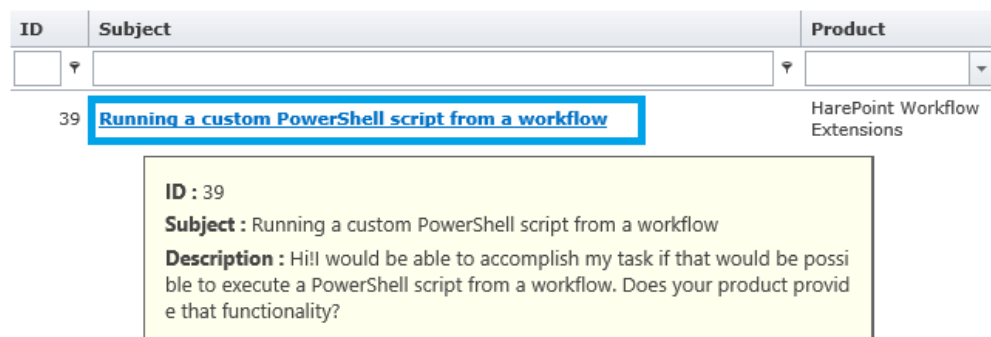 ID Subject Product
39 Running a custom PowerShell script from a workflow HarePoint Workflow
Extensions
ID : 39
Subject : Running a custom PowerShell script from a workflow
Description : Hi!I would be able to accomplish my task if that would be possi
ble to execute a PowerShell script from a workflow. Does your product provid
e that functionality?